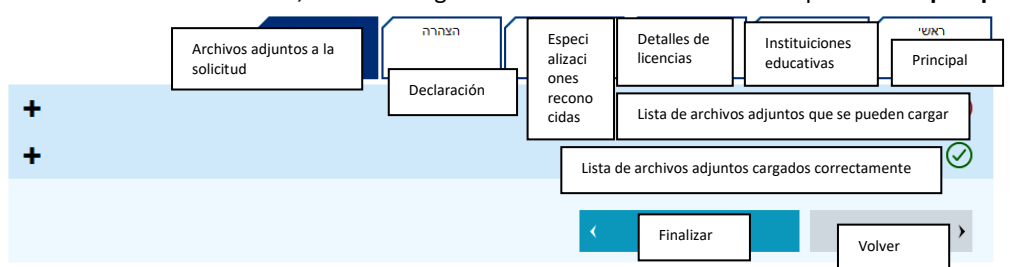 הצהרה
ראשי
Archivos adjuntos a la
solicitud
Declaración
Especi
alizaci
ones
recono
cidas
Detalles de
licencias
Instituiciones
educativas
Principal
Lista de archivos adjuntos que se pueden cargar
Lista de archivos adjuntos cargados correctamente
Finalizar
Volver